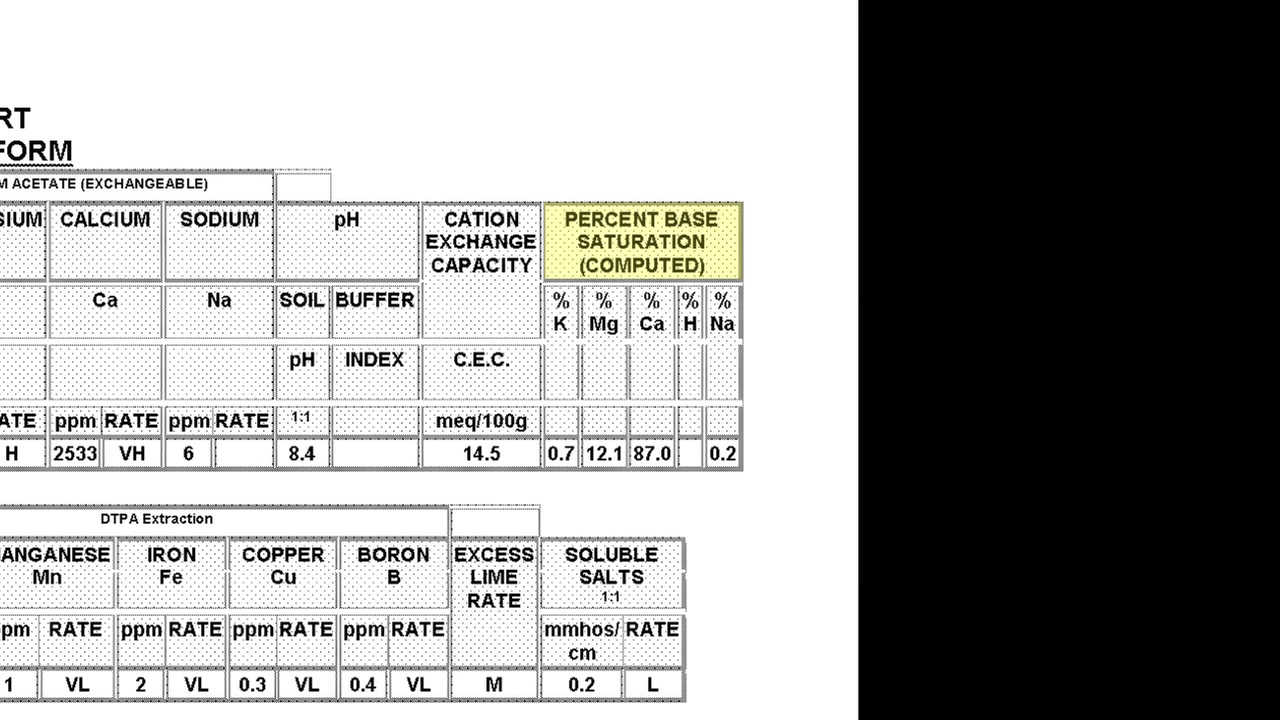 RT
FORM
M ACETATE (EXCHANGEABLE)
SIUM CALCIUM SODIUM pH CATION EXCHANGE CAPACITY PERCENT BASE SATURATION (COMPUTED)
Ca Na SOIL BUFFER % K % Mg % Ca % H % Na
pH INDEX C.E.C.
ATE ppm RATE ppm RATE 1:1 meq/100g
H 2533 VH 6 8.4 14.5 0.7 12.1 87.0 0.2
DTPA Extraction
ANGANESE Mn IRON Fe COPPER Cu BORON B EXCESS LIME RATE SOLUBLE SALTS 1:1
pm RATE ppm RATE ppm RATE ppm RATE mmhos/cm RATE
1 VL 2 VL 0.3 VL 0.4 VL M 0.2 L